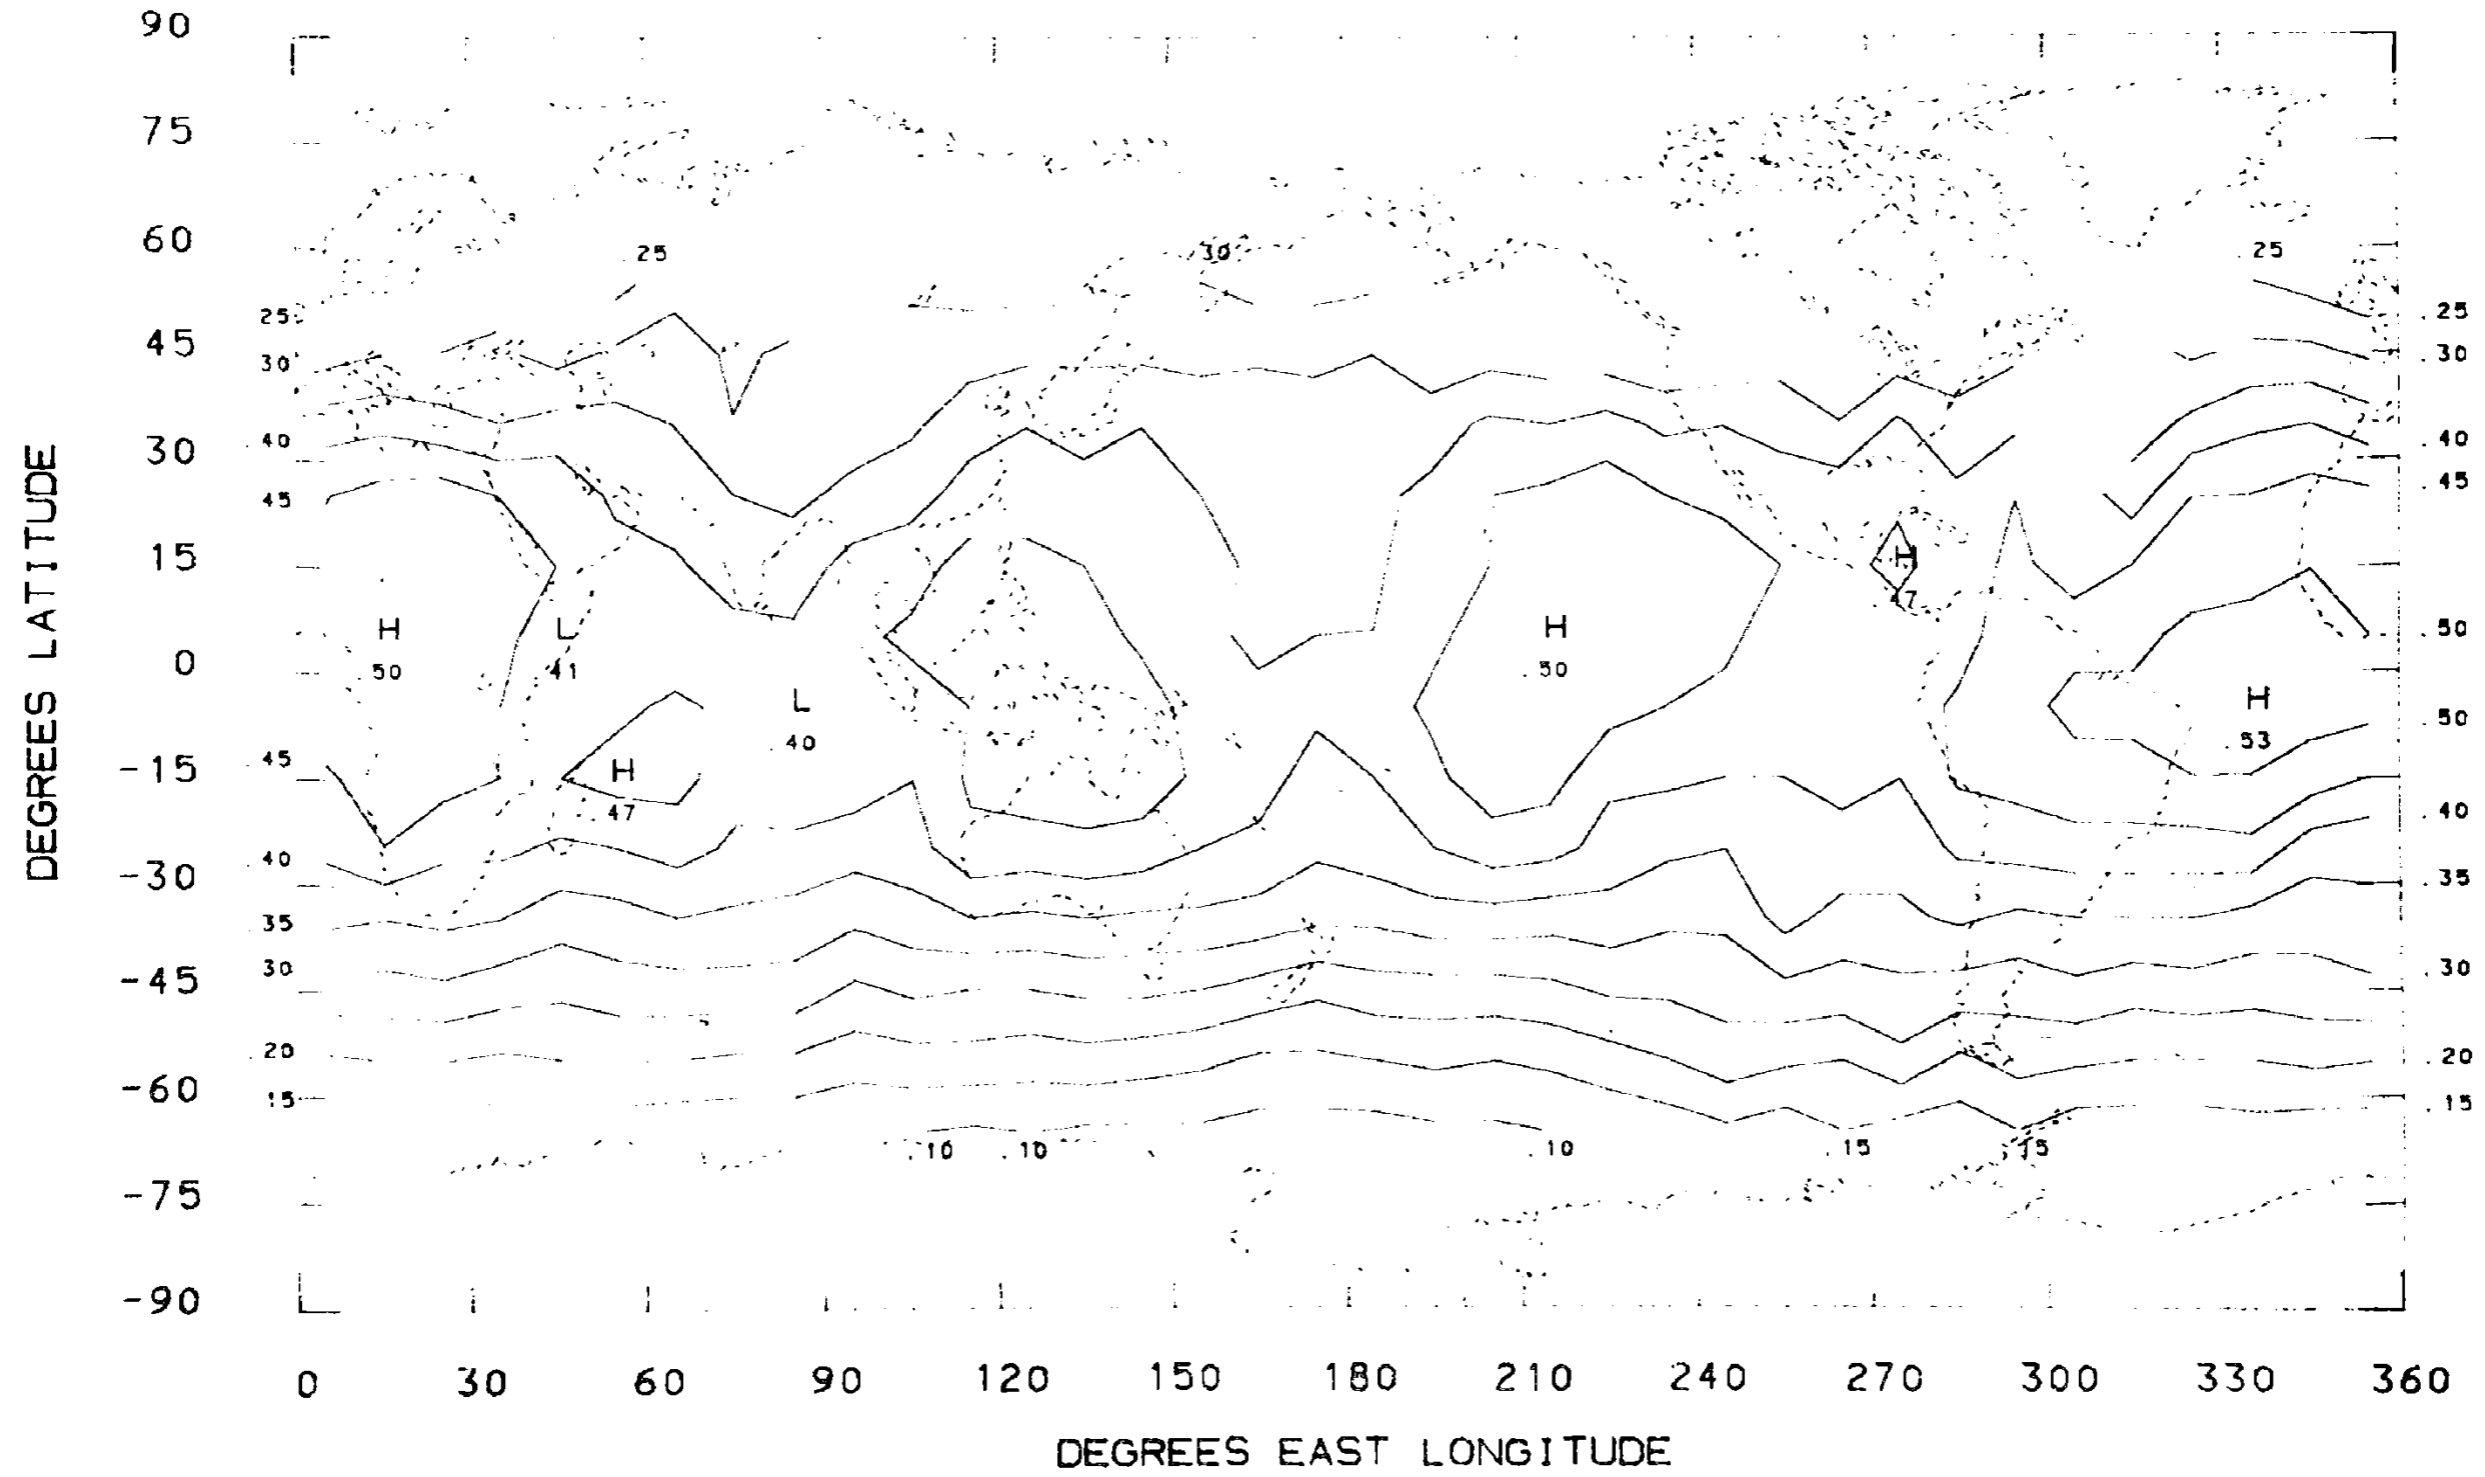 90
75
60
.25 30 .25
25 .25
45
30 .30
30
.40 .40
45 .45
15
H
47
H L H .50
0
.50 41 .50
L H .50
.40 .53
-15
.45
H
.47 .40
-30
.40 .35
.35
-45
30 .30
-60
.20 .20
15 .15
.10 .10 .10 .15 .15
-75
-90
0 30 60 90 120 150 180 210 240 270 300 330 360
DEGREES EAST LONGITUDE
DEGREES LATITUDE